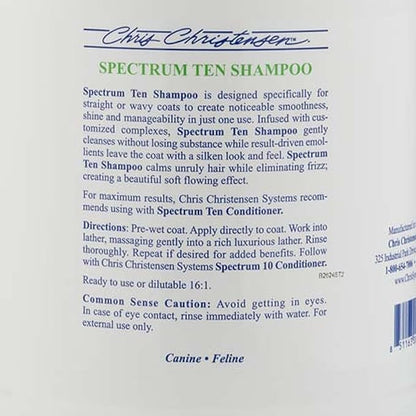 Chris Christensen™
SPECTRUM TEN SHAMPOO
Spectrum Ten Shampoo is designed specifically for
straight or wavy coats to create noticeable smoothness,
shine and manageability in just one use. Infused with cus-
tomized complexes, Spectrum Ten Shampoo gently
cleanses without losing substance while result-driven emol-
lients leave the coat with a silken look and feel. Spectrum
Ten Shampoo calms unruly hair while eliminating frizz;
creating a beautiful soft flowing effect.
For maximum results, Chris Christensen Systems recom-
mends using with Spectrum Ten Conditioner.
Directions: Pre-wet coat. Apply directly to coat. Work into
lather, massaging gently into a rich luxurious lather. Rinse
thoroughly. Repeat if desired for added benefits. Follow
with Chris Christensen Systems Spectrum 10 Conditioner.
Ready to use or dilutable 16:1.
Common Sense Caution: Avoid getting in eyes.
In case of eye contact, rinse immediately with water. For
external use only.
Canine • Feline
Manufactured
Chris Christen
325 Industrial Park